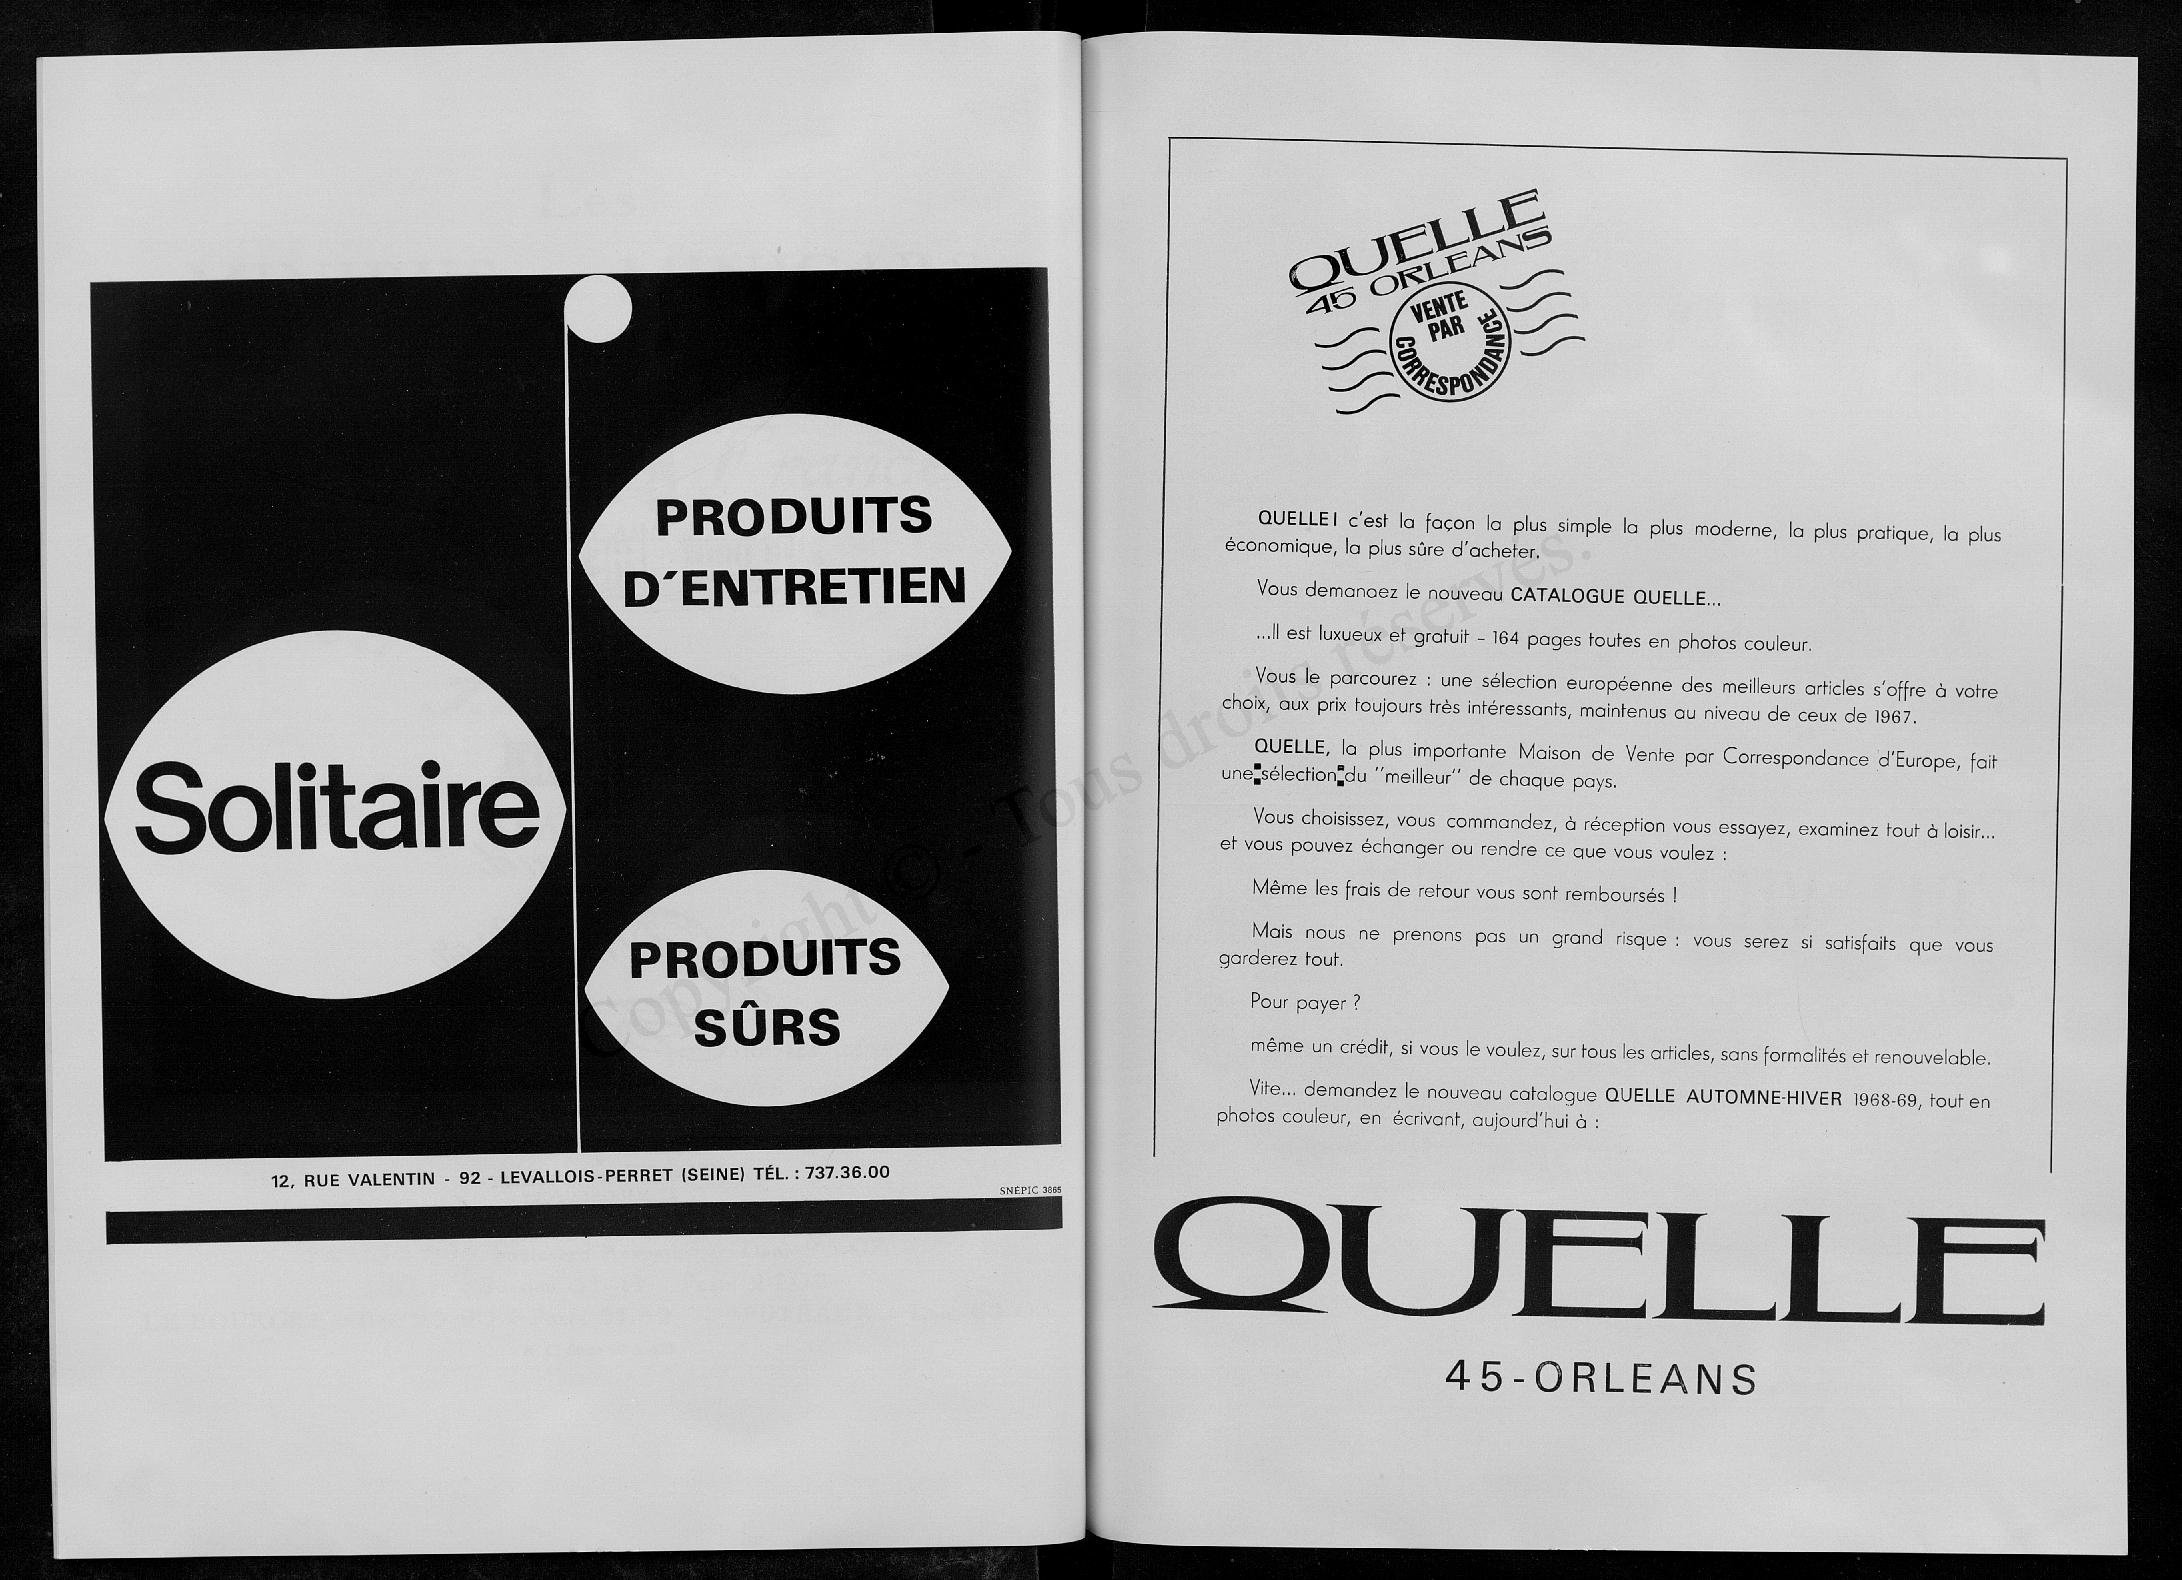 Solitaire
PRODUITS
D'ENTRETIEN
PRODUITS
SÛRS
12, RUE VALENTIN - 92 - LEVALLOIS-PERRET (SEINE) TÉL. : 737.36.00
SNÉPIC 3865
QUELLE
45 ORLEANS
VENTE
PAR
CORRESPONDANCE
QUELLE! c'est la façon la plus simple la plus moderne, la plus pratique, la plus
économique, la plus sûre d'acheter.
Vous demandez le nouveau CATALOGUE QUELLE...
...Il est luxueux et gratuit - 164 pages toutes en photos couleur.
Vous le parcourez : une sélection européenne des meilleurs articles s'offre à votre
choix, aux prix toujours très intéressants, maintenus au niveau de ceux de 1967.
QUELLE, la plus importante Maison de Vente par Correspondance d'Europe, fait
une sélection du "meilleur" de chaque pays.
Vous choisissez, vous commandez, à réception vous essayez, examinez tout à loisir...
et vous pouvez échanger ou rendre ce que vous voulez :
Même les frais de retour vous sont remboursés !
Mais nous ne prenons pas un grand risque : vous serez si satisfaits que vous
garderez tout.
Pour payer ?
même un crédit, si vous le voulez, sur tous les articles, sans formalités et renouvelable.
Vite... demandez le nouveau catalogue QUELLE AUTOMNE-HIVER 1968-69, tout en
photos couleur, en écrivant, aujourd'hui à :
QUELLE
45-ORLEANS
Copyright © - Tous droits réservés.